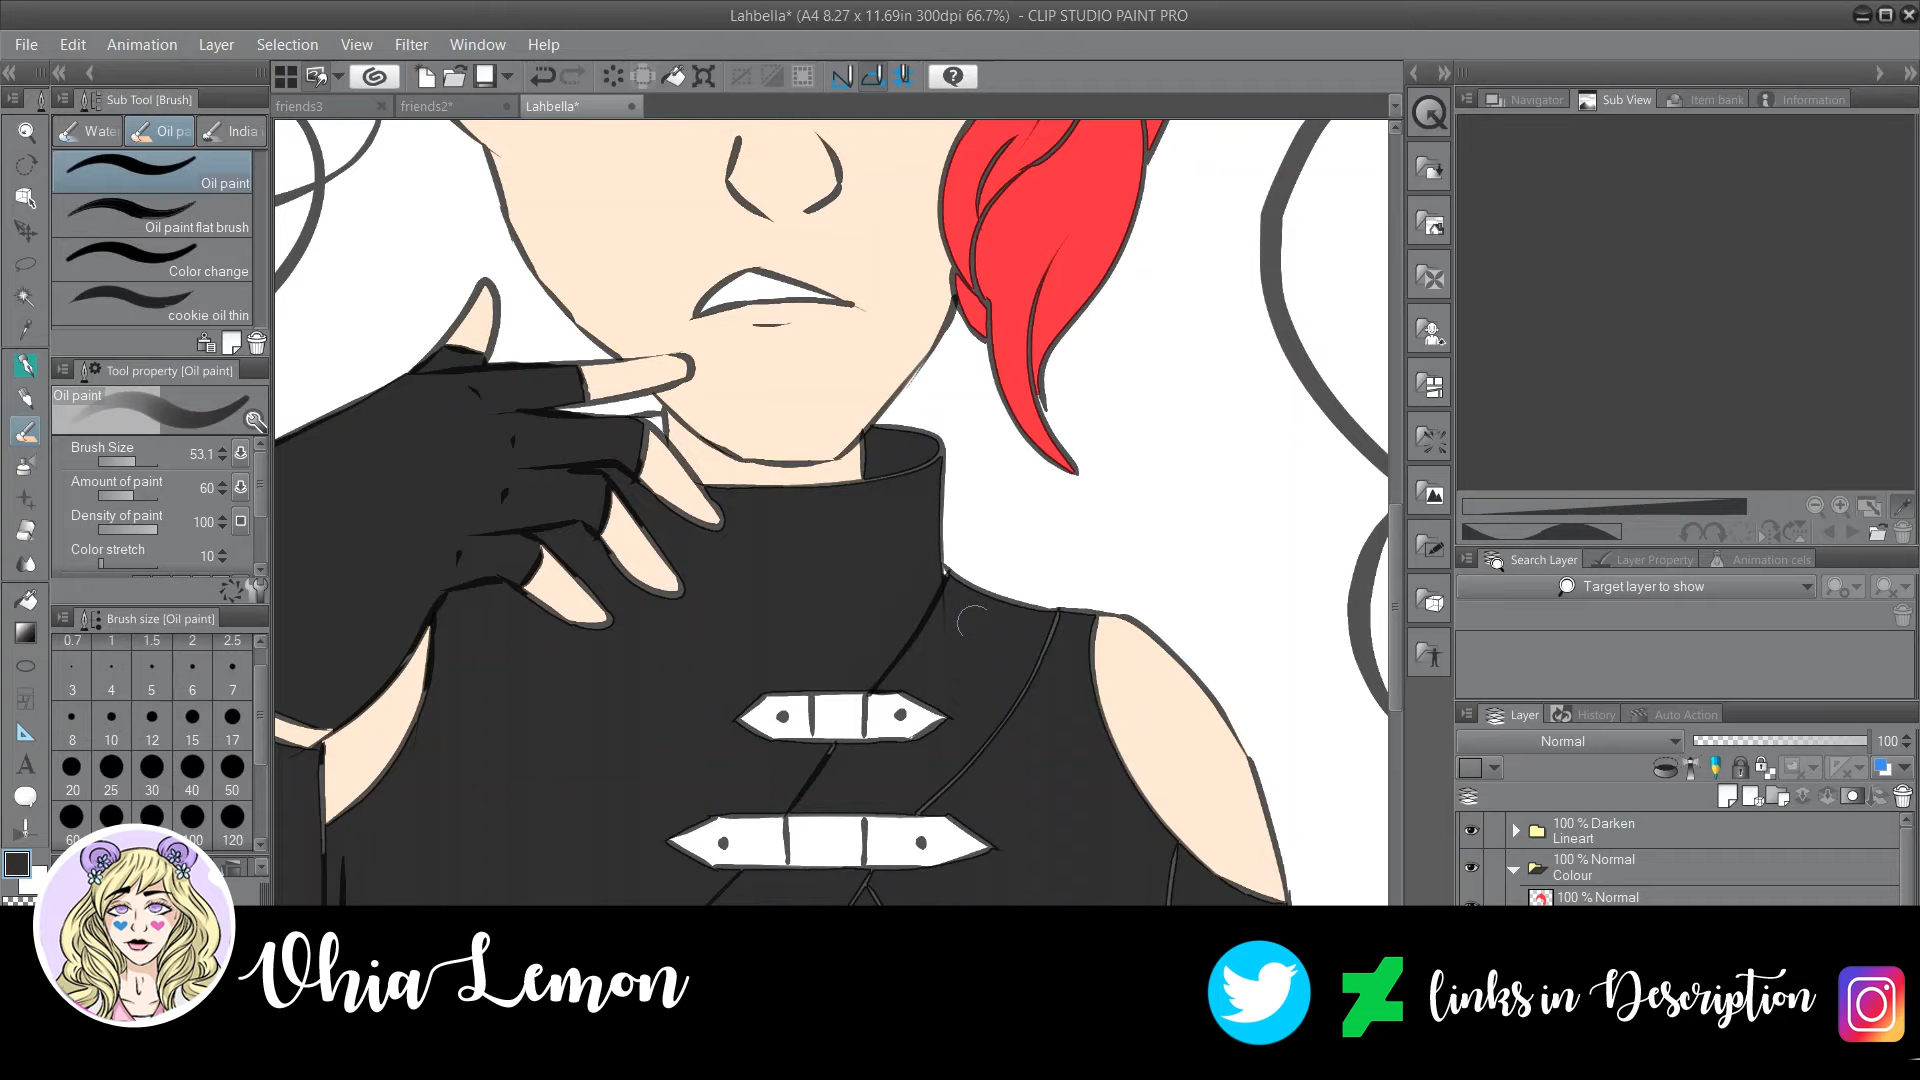 Lahbella* (A4 8.27 x 11.69in 300dpi 66.7%) - CLIP STUDIO PAINT PRO
File Edit Animation Layer Selection View Filter Window Help
Sub Tool [Brush]
friends3 friends2* Lahbella*
Navigator Sub View Item bank Information
Wate Oil pa India
Oil paint
Oil paint flat brush
Color change
cookie oil thin
Tool property [Oil paint]
Oil paint
Brush Size 53.1
Amount of paint 60
Density of paint 100
Color stretch 10
Brush size [Oil paint]
0.7 1 1.5 2 2.5
3 4 5 6 7
8 10 12 15 17
20 25 30 40 50
60 100 120
Search Layer Layer Property Animation cels
Target layer to show
Layer History Auto Action
Normal 100
100 % Darken
Lineart
100 % Normal
Colour
100 % Normal
Vhia Lemon
links in Description